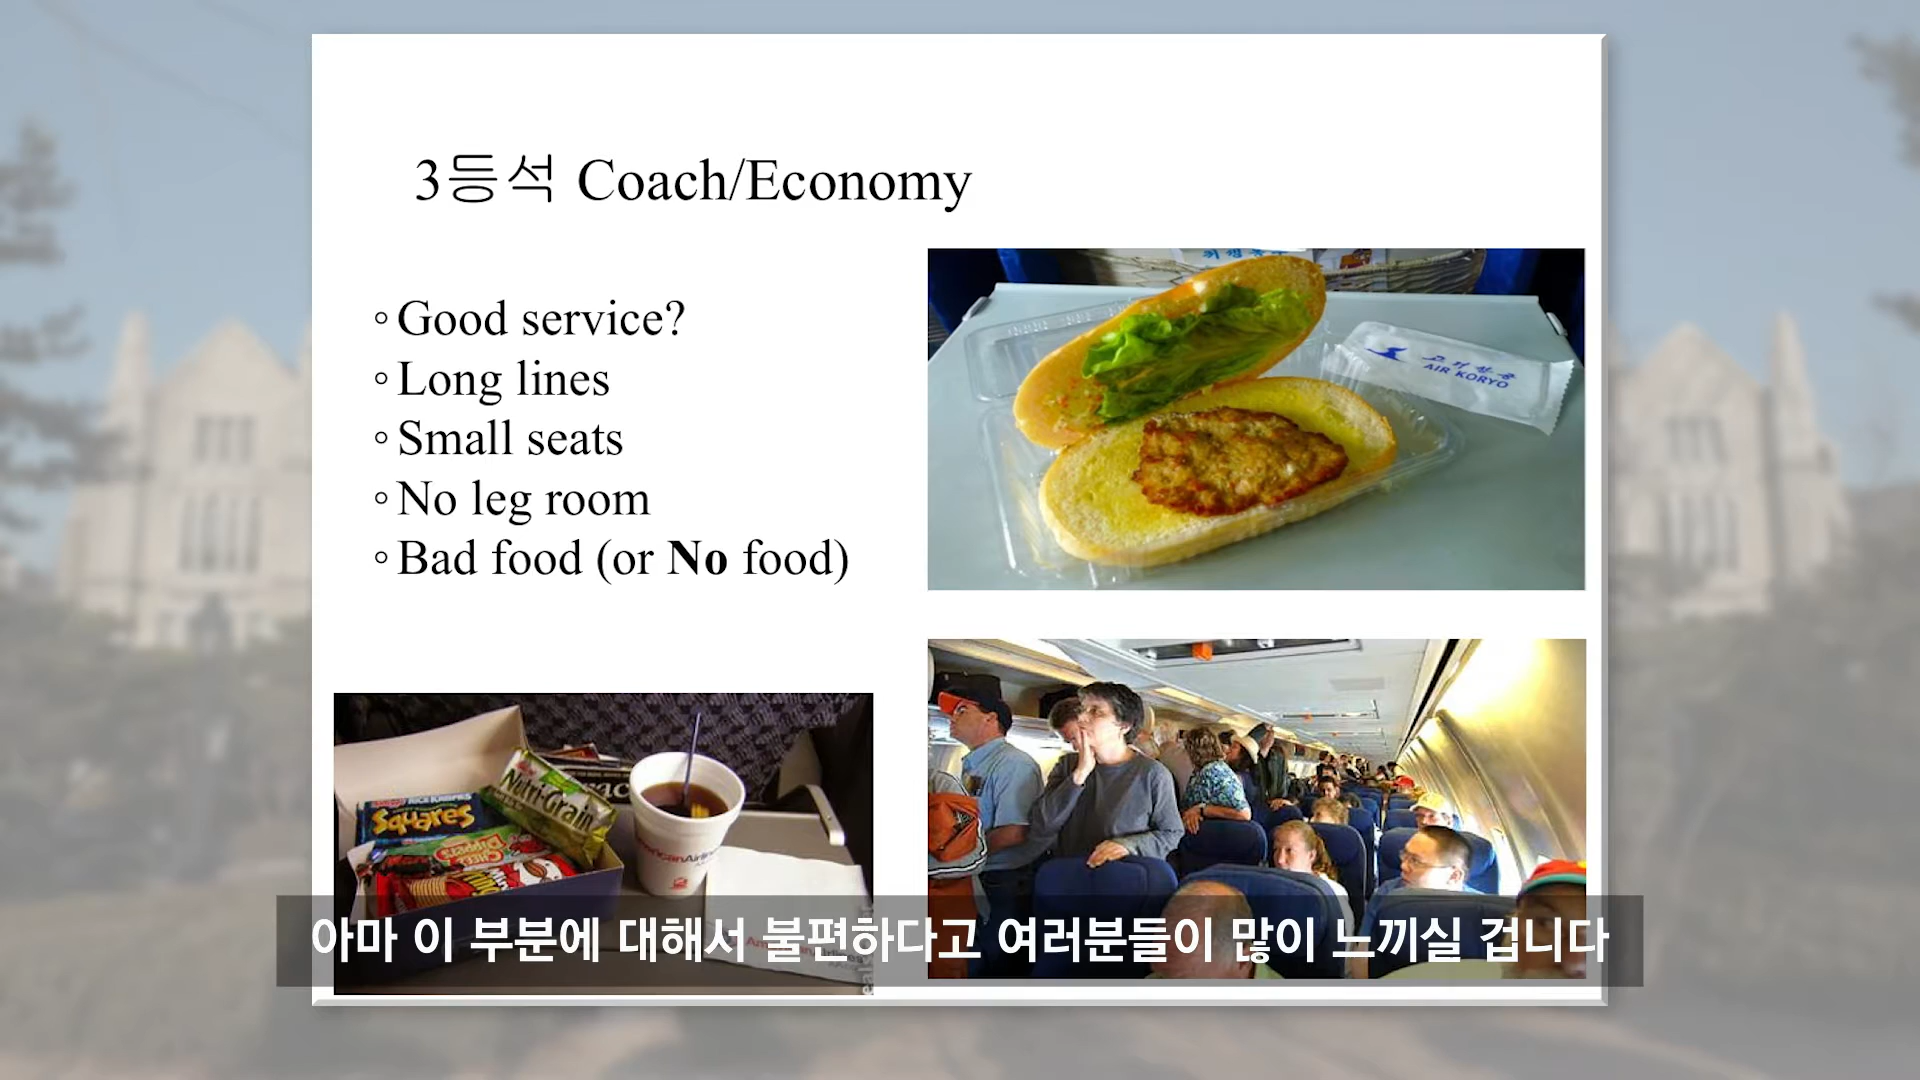 3등석 Coach/Economy
Good service?
Long lines
Small seats
No leg room
Bad food (or No food)
고려항공
AIR KORYO
Nutri-Grain
RICE KRISPIES
Squares
아마 이 부분에 대해서 불편하다고 여러분들이 많이 느끼실 겁니다